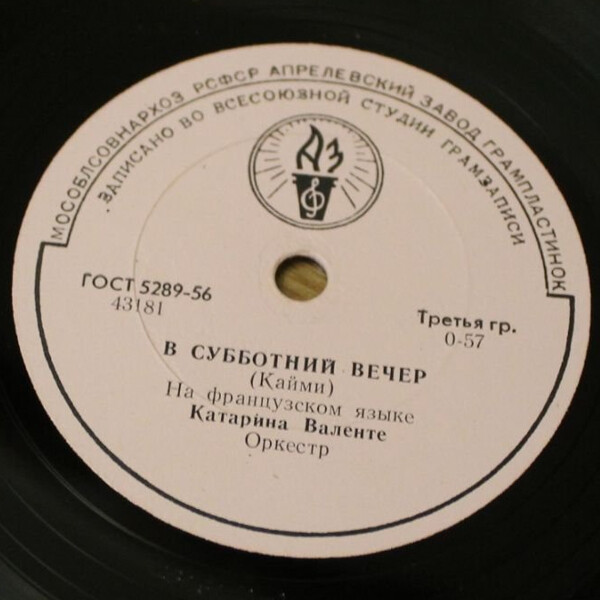 МОСОБЛСОВНАРХОЗ РСФСР АПРЕЛЕВСКИЙ ЗАВОД ГРАМПЛАСТИНОК
ЗАПИСАНО ВО ВСЕСОЮЗНОЙ СТУДИИ ГРАМЗАПИСИ
АЗ
ГОСТ 5289-56
43181
Третья гр.
0-57
В СУББОТНИЙ ВЕЧЕР
(Кайми)
На французском языке
Катарина Валенте
Оркестр